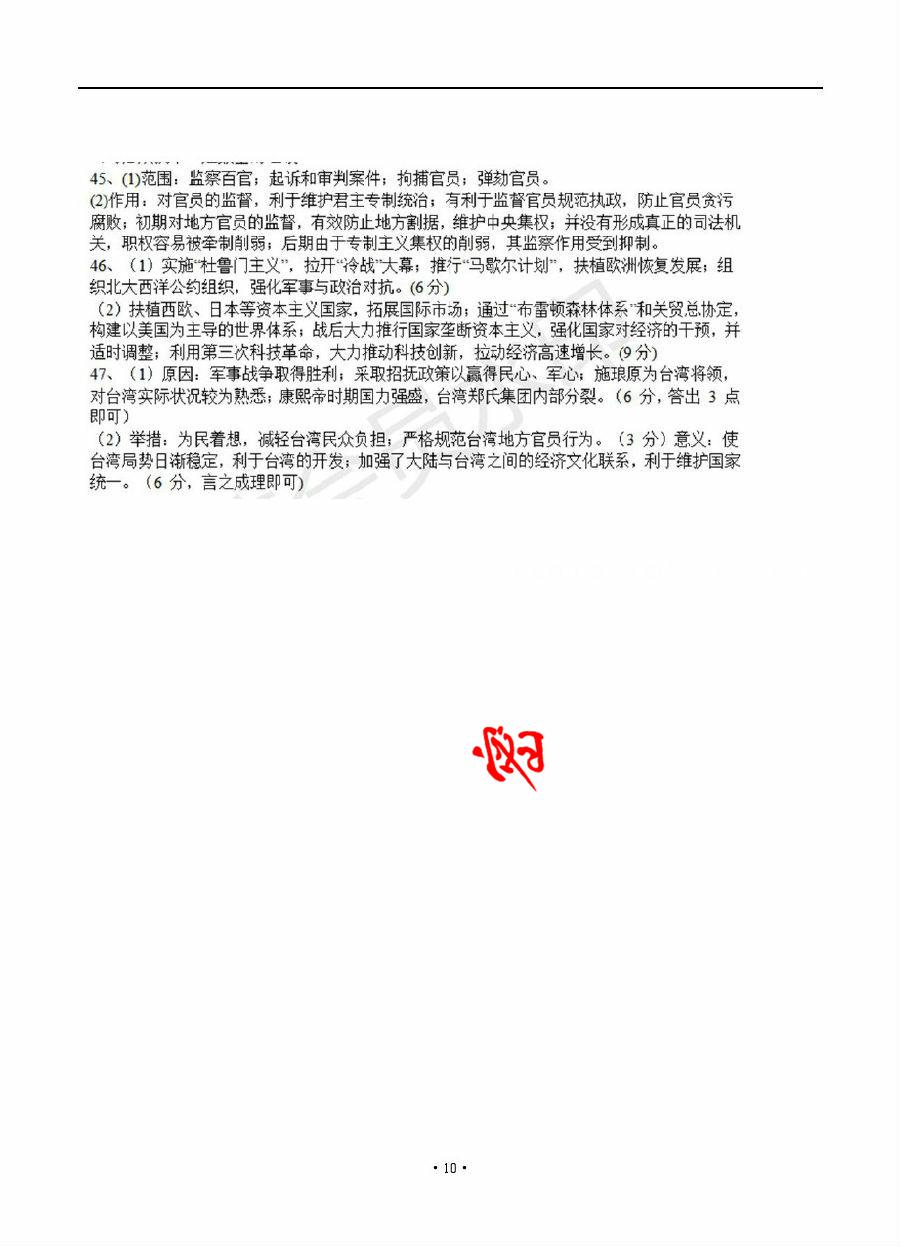 45、(1)范围：监察百官；起诉和审判案件；拘捕官员；弹劾官员。
(2)作用：对官员的监督，利于维护君主专制统治；有利于监督官员规范执政，防止官员贪污
腐败；初期对地方官员的监督，有效防止地方割据，维护中央集权；并没有形成真正的司法机
关，职权容易被牵制削弱；后期由于专制主义集权的削弱，其监察作用受到抑制。
46、（1）实施“杜鲁门主义”，拉开“冷战”大幕；推行“马歇尔计划”，扶植欧洲恢复发展；组
织北大西洋公约组织，强化军事与政治对抗。(6分)
（2）扶植西欧、日本等资本主义国家，拓展国际市场；通过“布雷顿森林体系”和关贸总协定，
构建以美国为主导的世界体系；战后大力推行国家垄断资本主义，强化国家对经济的干预，并
适时调整；利用第三次科技革命，大力推动科技创新，拉动经济高速增长。(9分)
47、（1）原因：军事战争取得胜利；采取招抚政策以赢得民心、军心；施琅原为台湾将领，
对台湾实际状况较为熟悉；康熙帝时期国力强盛，台湾郑氏集团内部分裂。（6 分，答出 3 点
即可）
（2）举措：为民着想，减轻台湾民众负担；严格规范台湾地方官员行为。（3 分）意义：使
台湾局势日渐稳定，利于台湾的开发；加强了大陆与台湾之间的经济文化联系，利于维护国家
统一。（6 分，言之成理即可)
·10·